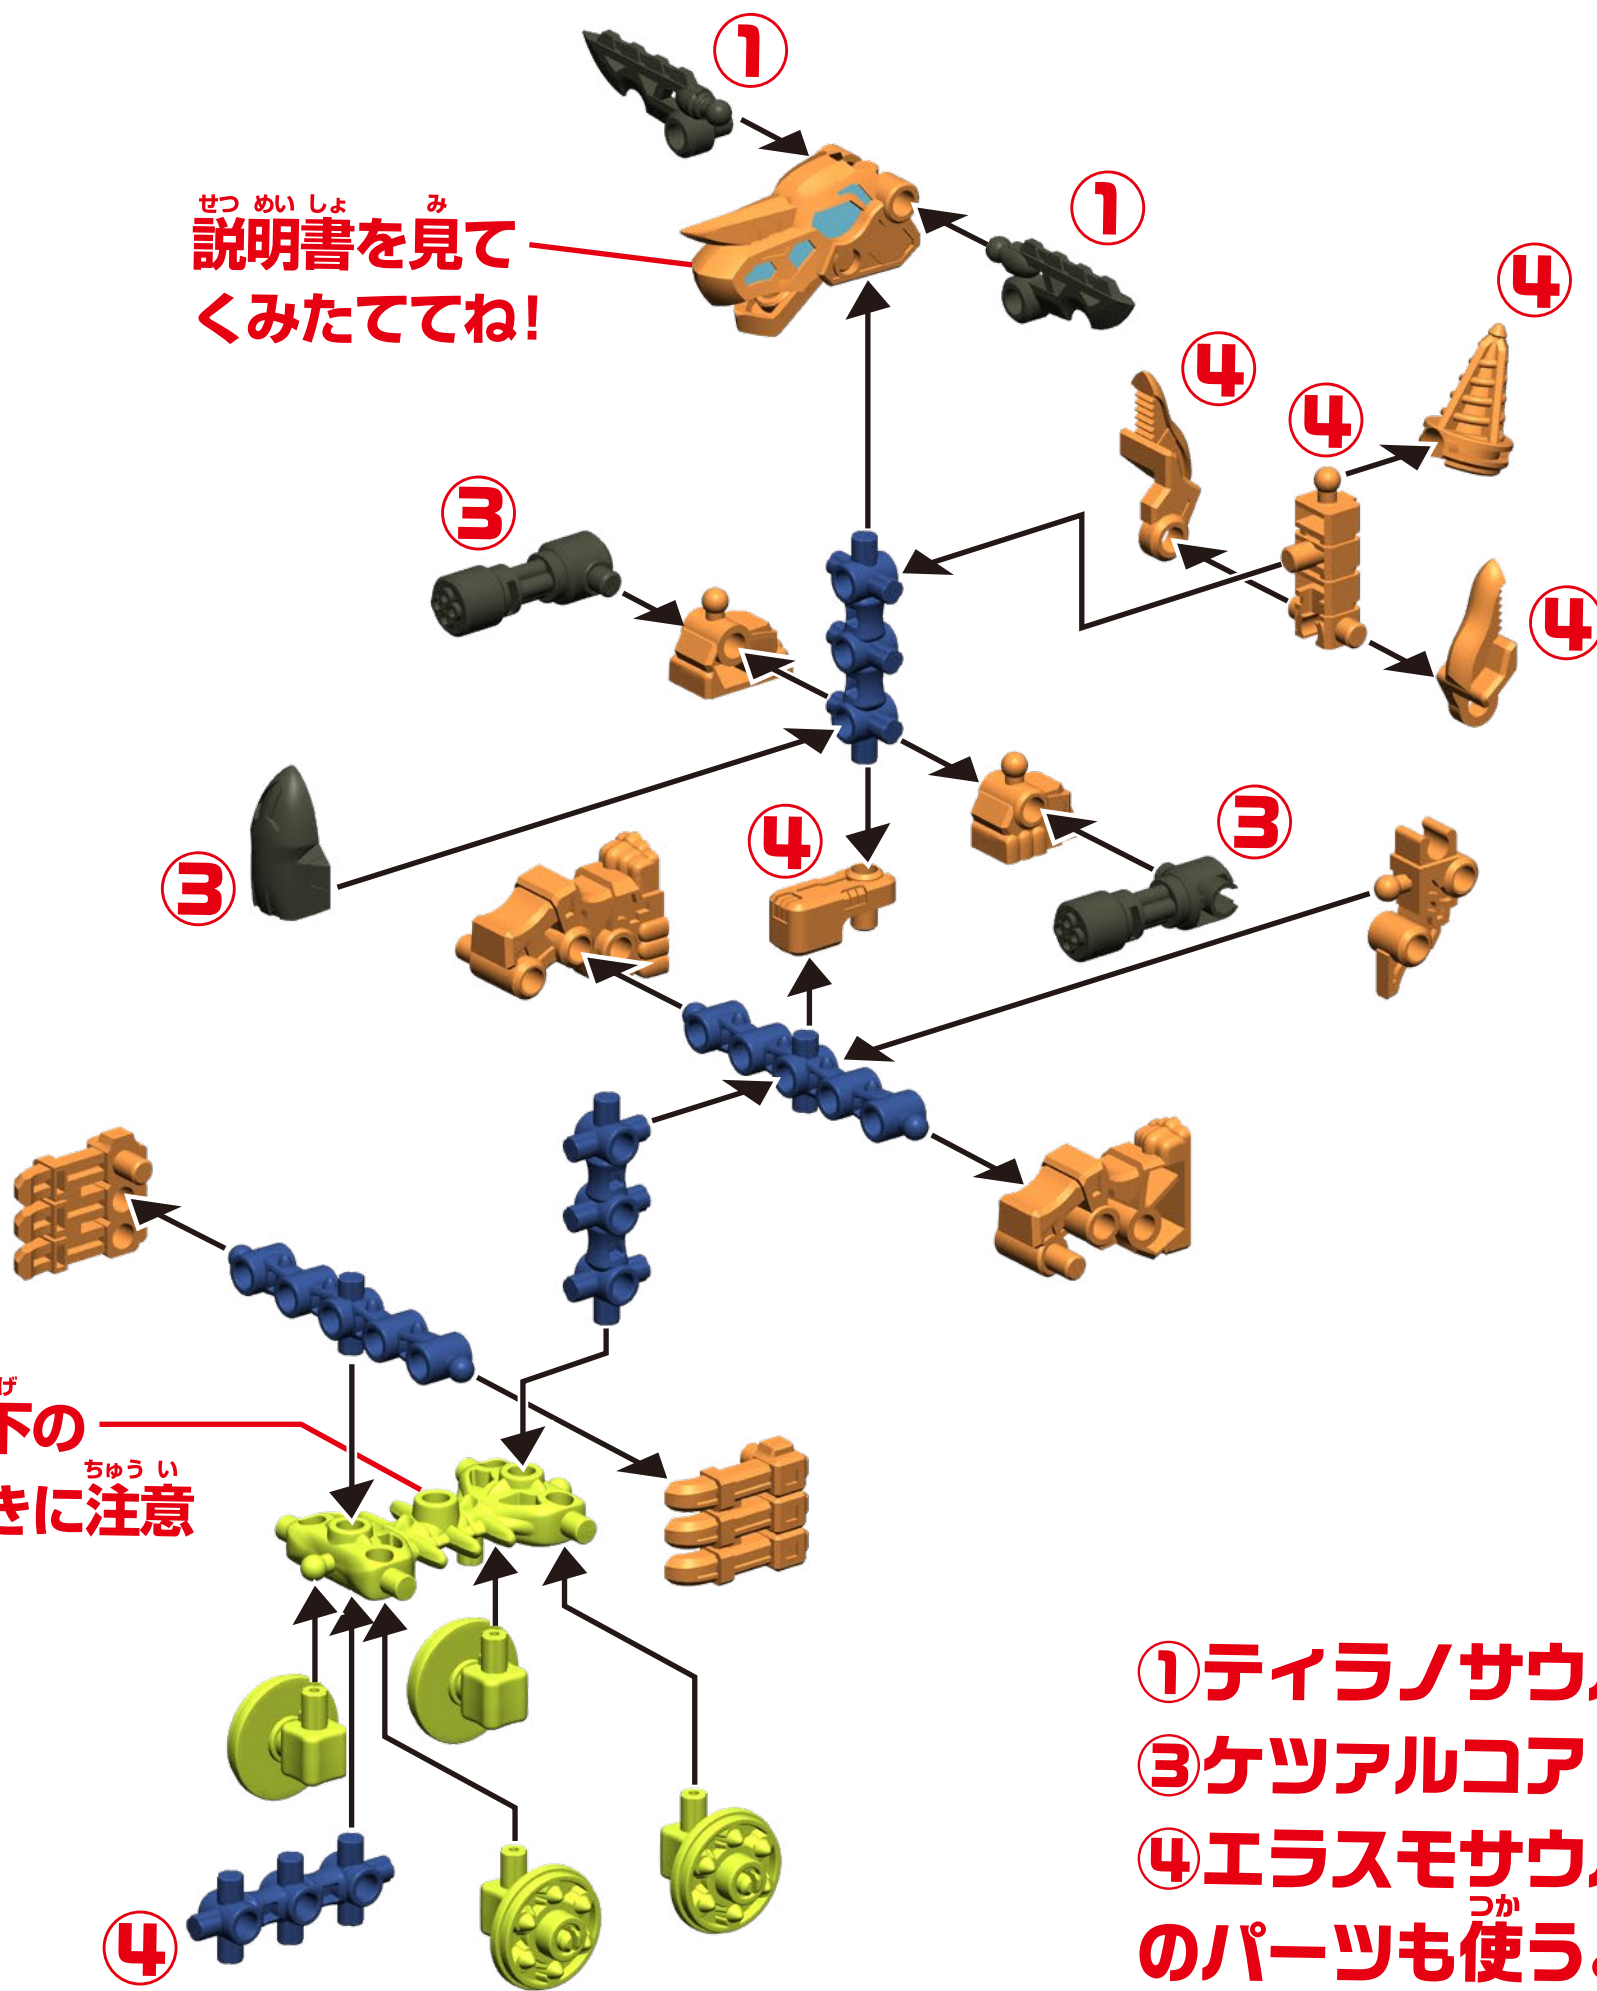 ①
①
せつ めい しょ み
説明書を見て
くみたててね!
④
④
④
③
④
③
④
③
げ
下の
ちゅう い
きに注意
①ティラノサウ
③ケツァルコア
④エラスモサウ
つか
のパーツも使う
④